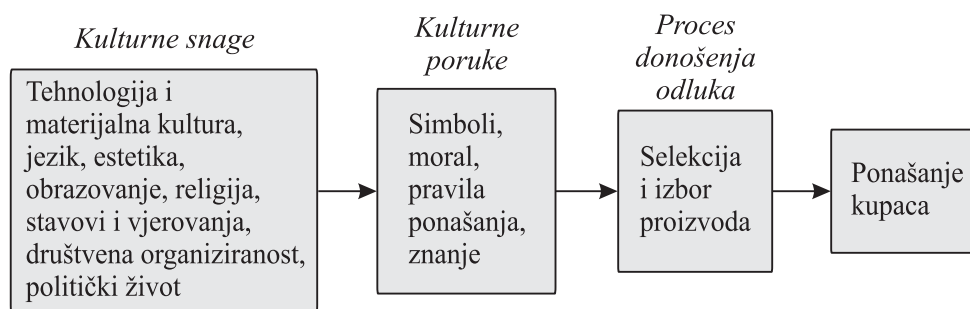 Kulturne snage
Tehnologija i
materijalna kultura,
jezik, estetika,
obrazovanje, religija,
stavovi i vjerovanja,
društvena organiziranost,
politički život
Kulturne
poruke
Simboli,
moral,
pravila
ponašanja,
znanje
Proces
donošenja
odluka
Selekcija
i izbor
proizvoda
Ponašanje
kupaca